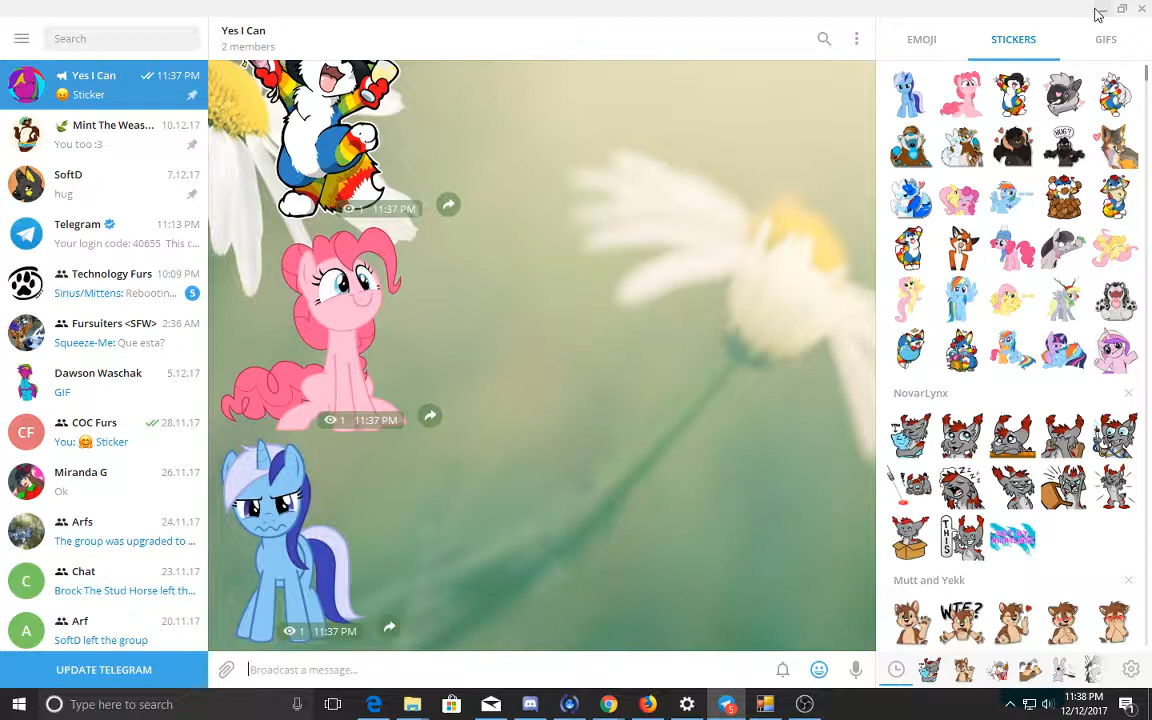 Search
Yes I Can
2 members
EMOJI
STICKERS
GIFS
Yes I Can
11:37 PM
Sticker
Mint The Weas...
10.12.17
You too :3
SoftD
7.12.17
hug
Telegram
11:13 PM
Your login code: 40655 This c...
Technology Furs
10:09 PM
Sirius/Mittens: Rebootin...
5
Fursuiters <SFW>
2:36 AM
Squeeze-Me: Que esta?
Dawson Waschak
5.12.17
GIF
CF
COC Furs
28.11.17
You: 🤗 Sticker
Miranda G
26.11.17
Ok
Arfs
24.11.17
The group was upgraded to ...
C
Chat
23.11.17
Brock The Stud Horse left th...
A
Arf
20.11.17
SoftD left the group
UPDATE TELEGRAM
1 11:37 PM
1 11:37 PM
1 11:37 PM
Broadcast a message...
HUG?
NovarLynx
THIS
Mutt and Yekk
WTF?
Type here to search
5
11:38 PM
12/12/2017
1